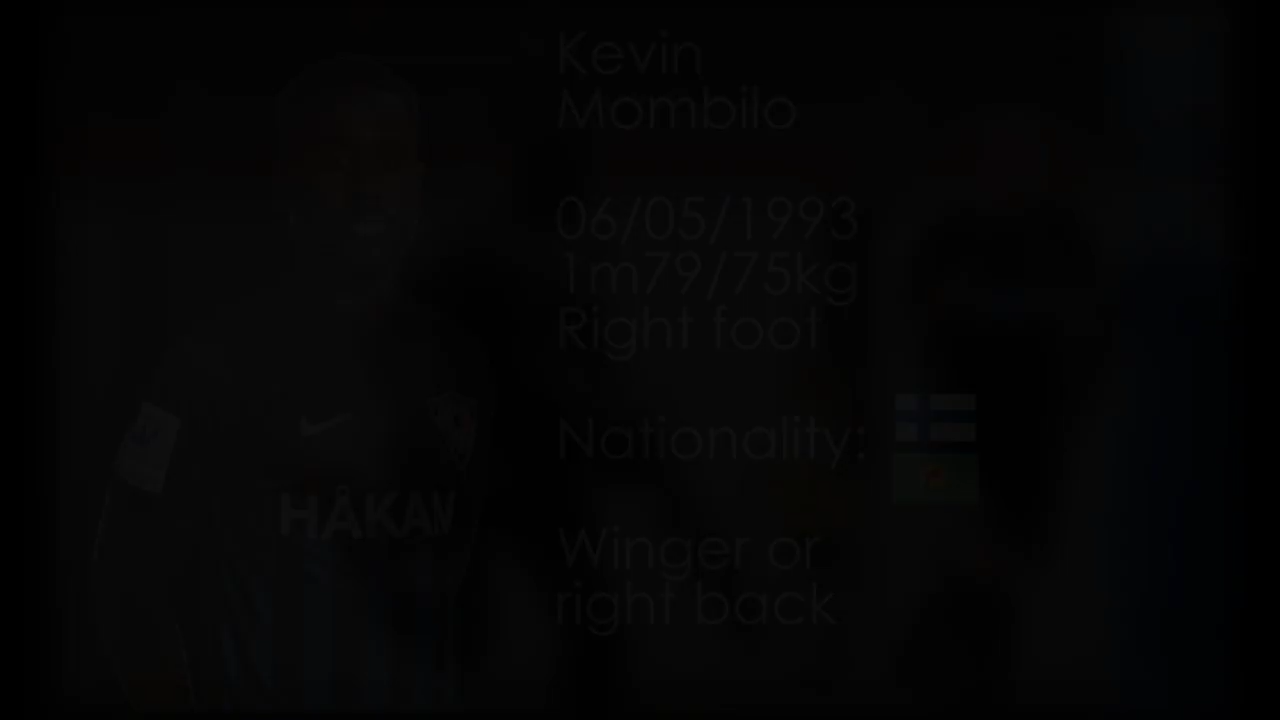 Kevin
Mombilo
06/05/1993
1m79/75kg
Right foot
Nationality:
Winger or
right back
HÅKAN